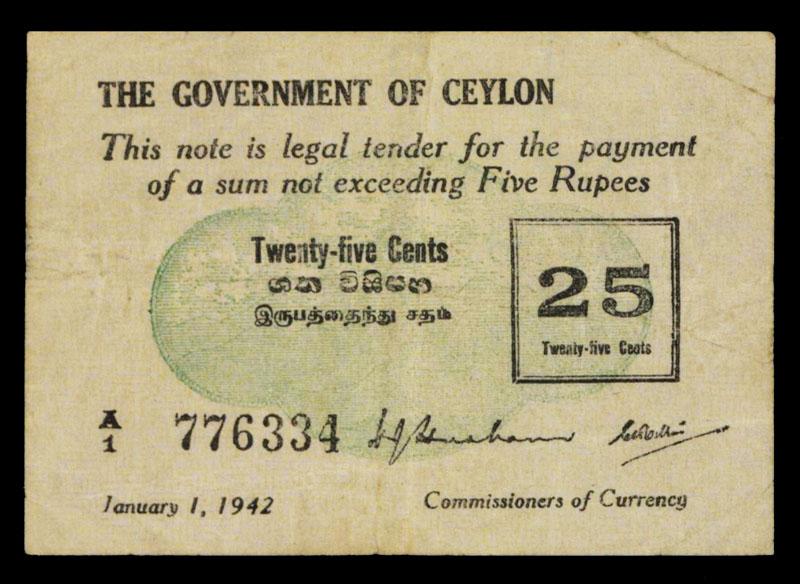 THE GOVERNMENT OF CEYLON
This note is legal tender for the payment
of a sum not exceeding Five Rupees
Twenty-five Cents
ශත විසිපහ
இருபத்தைந்து சதம்
25
Twenty-five Cents
A
1
776334
January 1, 1942
Commissioners of Currency